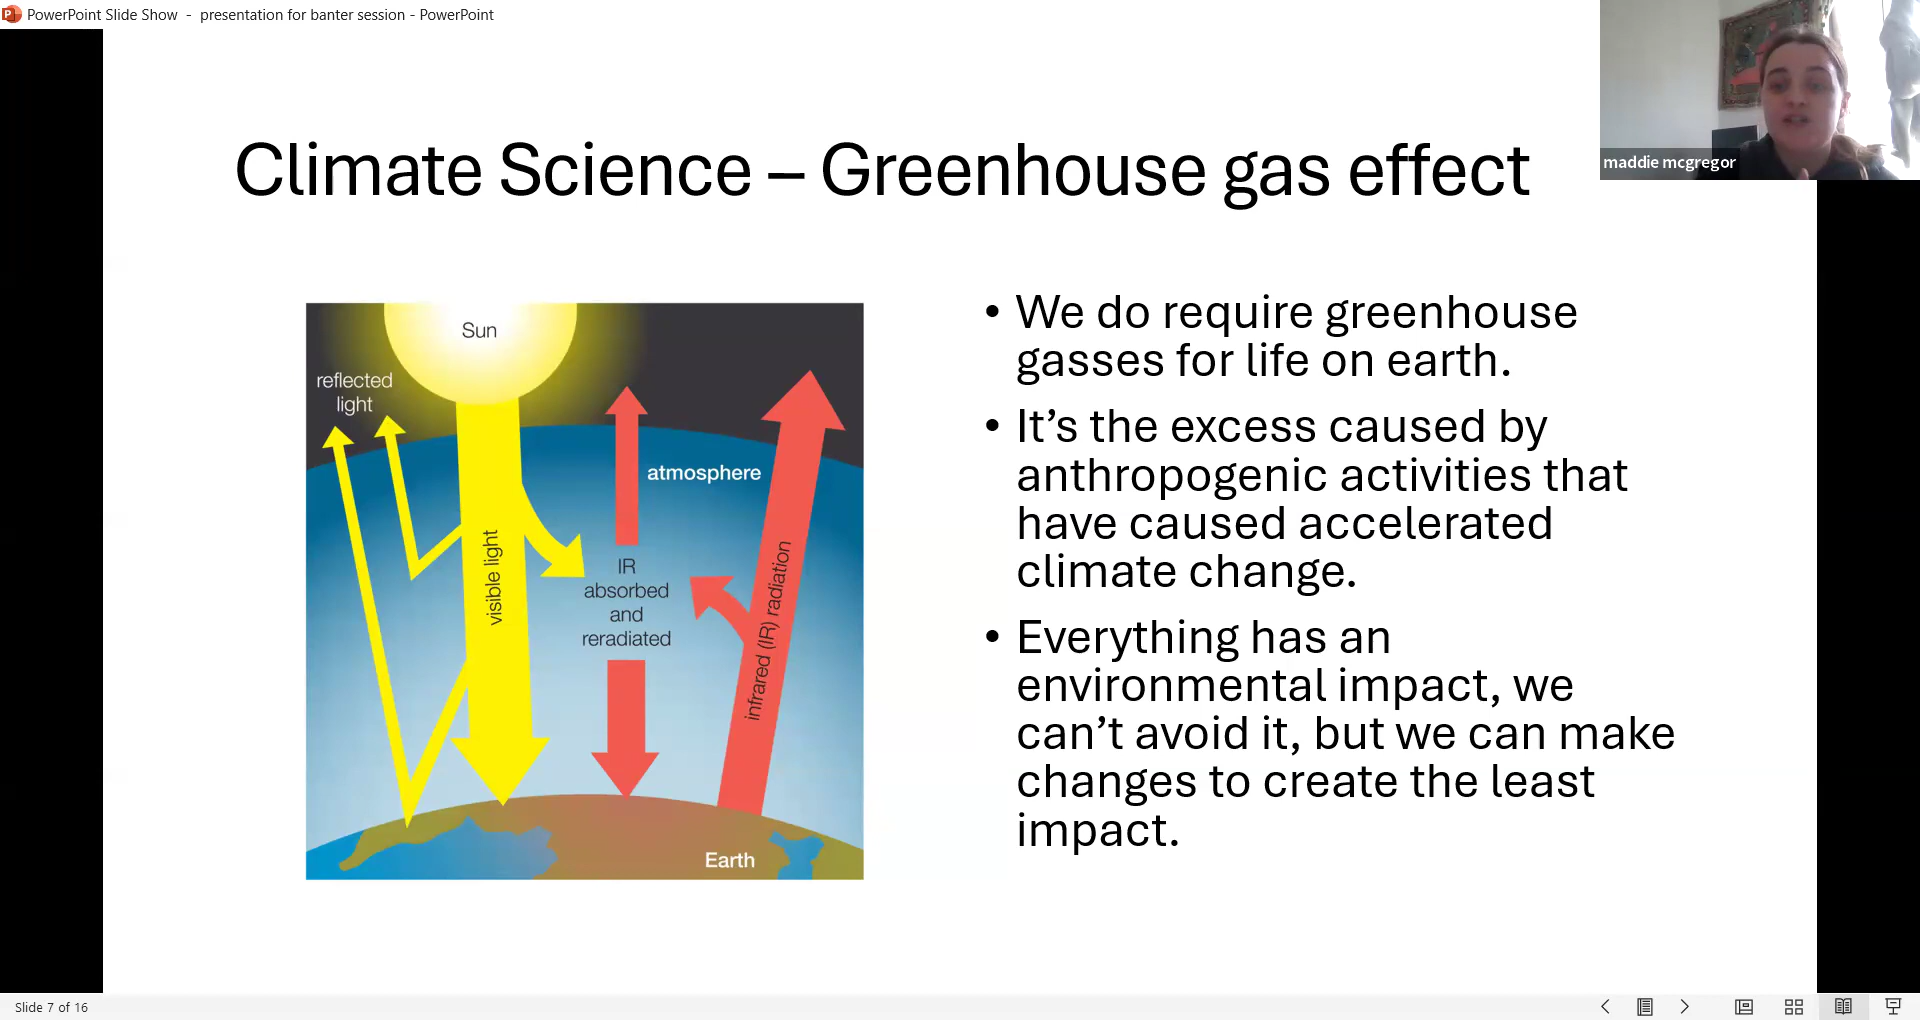 PowerPoint Slide Show - presentation for banter session - PowerPoint
maddie mcgregor
Climate Science – Greenhouse gas effect
Sun
reflected
light
atmosphere
visible light
IR
absorbed
and
reradiated
infrared (IR) radiation
Earth
• We do require greenhouse
gasses for life on earth.
• It’s the excess caused by
anthropogenic activities that
have caused accelerated
climate change.
• Everything has an
environmental impact, we
can’t avoid it, but we can make
changes to create the least
impact.
Slide 7 of 16